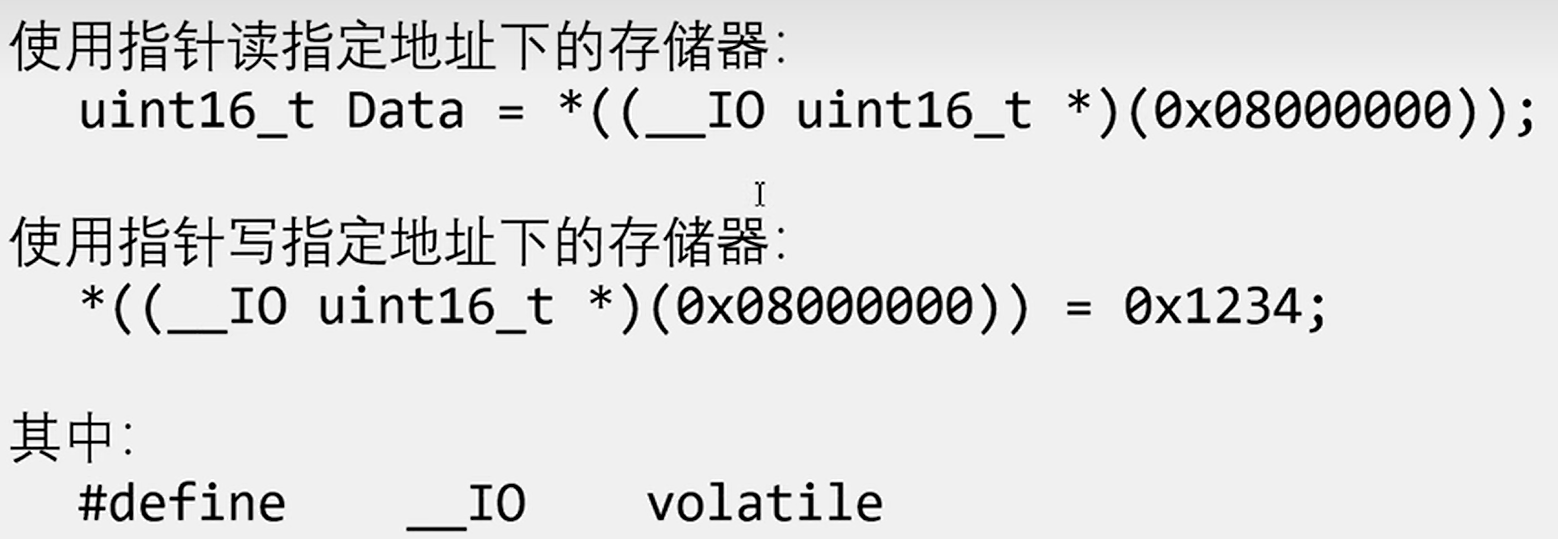 使用指针读指定地址下的存储器：
uint16_t Data = *((__IO uint16_t *)(0x08000000));
使用指针写指定地址下的存储器：
*((__IO uint16_t *)(0x08000000)) = 0x1234;
其中：
#define    __IO    volatile